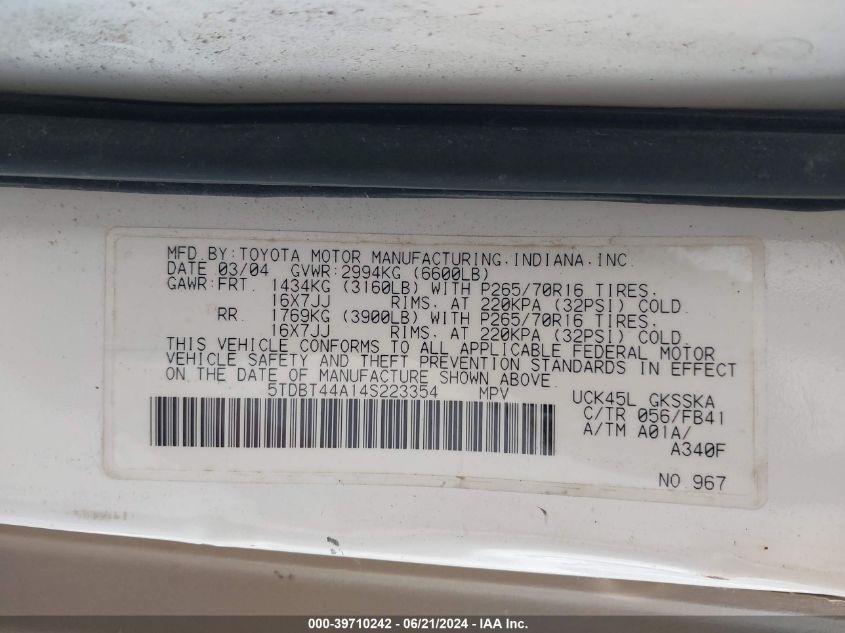 MFD BY: TOYOTA MOTOR MANUFACTURING. INDIANA. INC.
DATE 03/04 GVWR: 2994KG (6600LB)
GAWR: FRT. 1434KG (3160LB) WITH P265/70R16 TIRES.
16X7JJ RIMS. AT 220KPA (32PSI) COLD.
RR. 1769KG (3900LB) WITH P265/70R16 TIRES.
16X7JJ RIMS. AT 220KPA (32PSI) COLD.
THIS VEHICLE CONFORMS TO ALL APPLICABLE FEDERAL MOTOR
VEHICLE SAFETY AND THEFT PREVENTION STANDARDS IN EFFECT
ON THE DATE OF MANUFACTURE SHOWN ABOVE.
5TDBT44A14S223354 MPV UCK45L GKSSKA
C/TR 056/FB41
A/TM A01A/
A340F
NO 967
000-39710242 - 06/21/2024 - IAA Inc.